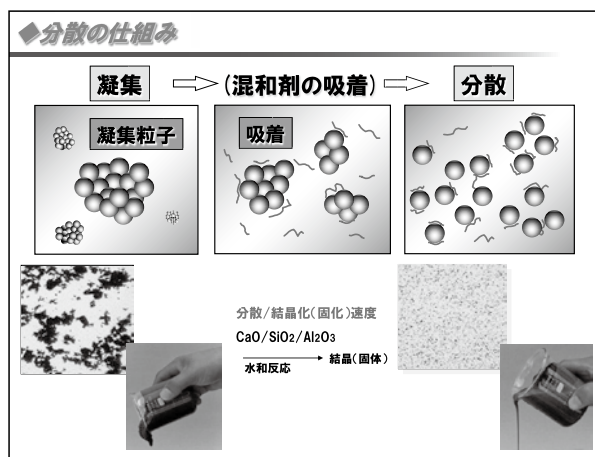 ◆分散の仕組み
凝集 ⇨ (混和剤の吸着) ⇨ 分散
凝集粒子
吸着
分散/結晶化(固化)速度
CaO/SiO2/Al2O3
水和反応 → 結晶(固体)